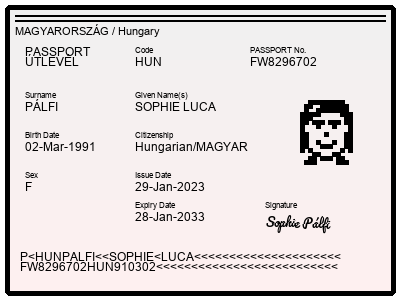 MAGYARORSZÁG / Hungary
PASSPORT
ÚTLEVÉL
Code
HUN
PASSPORT No.
FW8296702
Surname
PÁLFI
Given Name(s)
SOPHIE LUCA
Birth Date
02-Mar-1991
Citizenship
Hungarian/MAGYAR
Sex
F
Issue Date
29-Jan-2023
Expiry Date
28-Jan-2033
Signature
Sophie Pálfi
P<HUNPALFI<<SOPHIE<LUCA<<<<<<<<<<<<<<<<<<<<<
FW8296702HUN910302<<<<<<<<<<<<<<<<<<<<<<<<<<